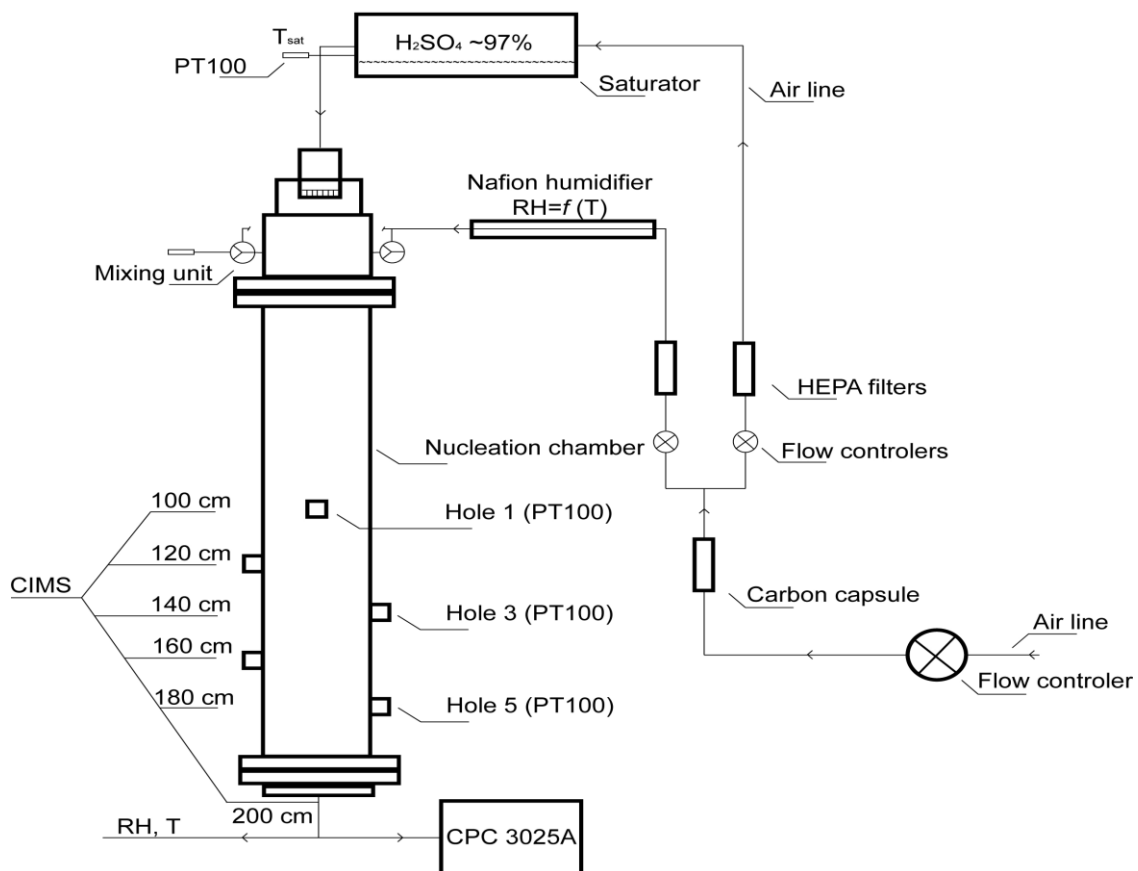 T_sat
H₂SO₄ ~97%
PT100
Saturator
Air line
Nafion humidifier
RH=f (T)
Mixing unit
HEPA filters
Nucleation chamber
Flow controlers
100 cm
Hole 1 (PT100)
120 cm
CIMS
Carbon capsule
140 cm
Hole 3 (PT100)
Air line
160 cm
Flow controler
180 cm
Hole 5 (PT100)
200 cm
RH, T
CPC 3025A